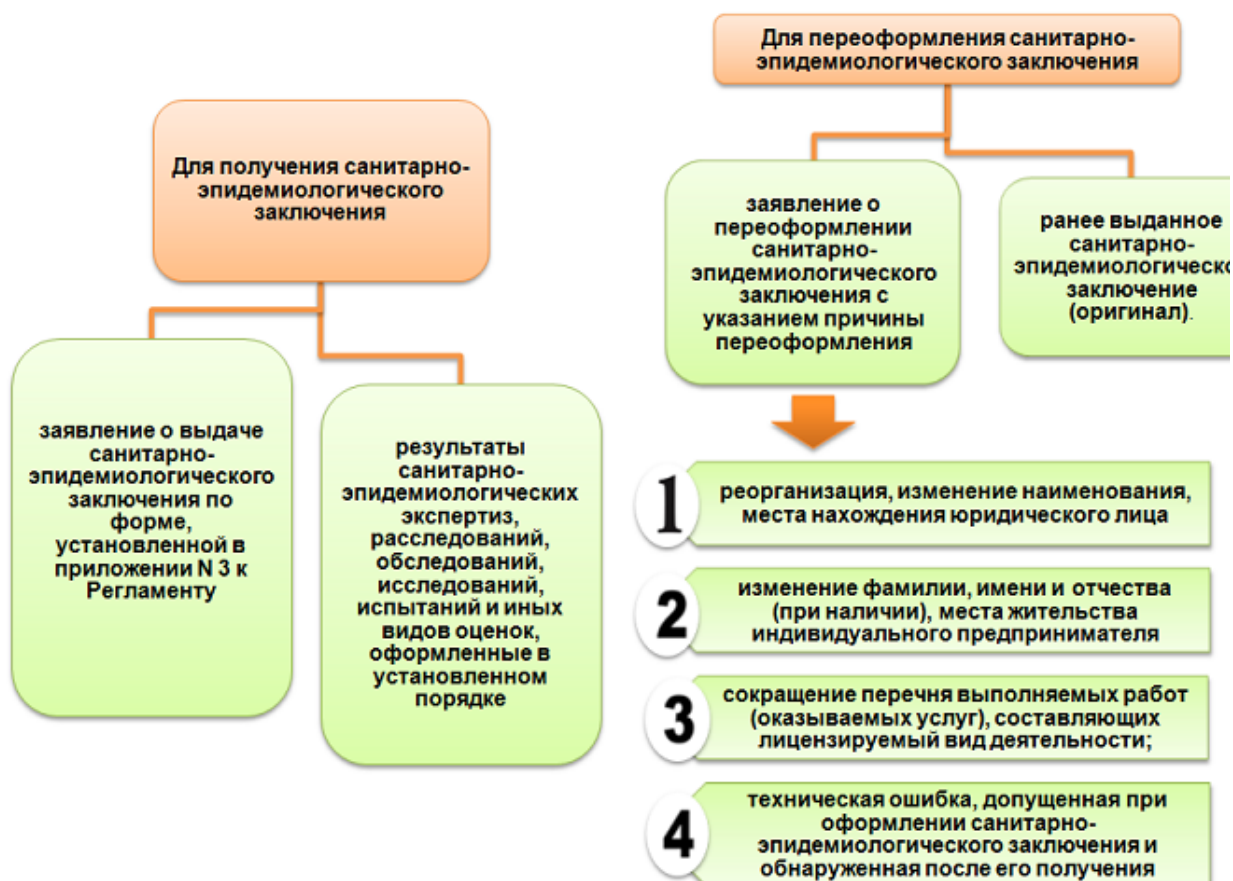 Для получения санитарно-
эпидемиологического
заключения
заявление о выдаче
санитарно-
эпидемиологического
заключения по
форме,
установленной в
приложении N 3 к
Регламенту
результаты
санитарно-
эпидемиологических
экспертиз,
расследований,
обследований,
исследований,
испытаний и иных
видов оценок,
оформленные в
установленном
порядке
Для переоформления санитарно-
эпидемиологического заключения
заявление о
переоформлении
санитарно-
эпидемиологического
заключения с
указанием причины
переоформления
ранее выданное
санитарно-
эпидемиологическо
заключение
(оригинал).
1
реорганизация, изменение наименования,
места нахождения юридического лица
2
изменение фамилии, имени и отчества
(при наличии), места жительства
индивидуального предпринимателя
3
сокращение перечня выполняемых работ
(оказываемых услуг), составляющих
лицензируемый вид деятельности;
4
техническая ошибка, допущенная при
оформлении санитарно-
эпидемиологического заключения и
обнаруженная после его получения